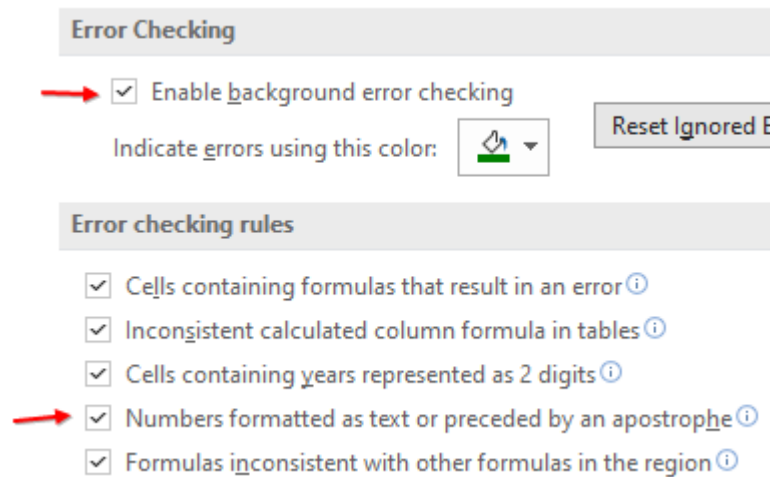 Error Checking
Enable background error checking
Indicate errors using this color:
Reset Ignored E
Error checking rules
Cells containing formulas that result in an error
Inconsistent calculated column formula in tables
Cells containing years represented as 2 digits
Numbers formatted as text or preceded by an apostrophe
Formulas inconsistent with other formulas in the region